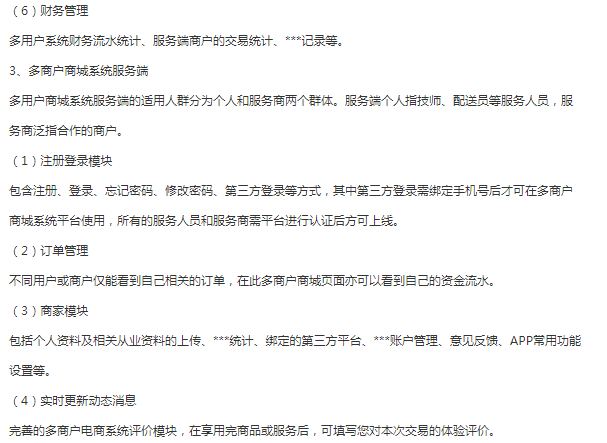 （6）财务管理
多用户系统财务流水统计、服务端商户的交易统计、***记录等。
3、多商户商城系统服务端
多用户商城系统服务端的适用人群分为个人和服务商两个群体。服务端个人指技师、配送员等服务人员，服
务商泛指合作的商户。
（1）注册登录模块
包含注册、登录、忘记密码、修改密码、第三方登录等方式，其中第三方登录需绑定手机号后才可在多商户
商城系统平台使用，所有的服务人员和服务商需平台进行认证后方可上线。
（2）订单管理
不同用户或商户仅能看到自己相关的订单，在此多商户商城页面亦可以看到自己的资金流水。
（3）商家模块
包括个人资料及相关从业资料的上传、***统计、绑定的第三方平台、***账户管理、意见反馈、APP常用功能
设置等。
（4）实时更新动态消息
完善的多商户电商系统评价模块，在享用完商品或服务后，可填写您对本次交易的体验评价。